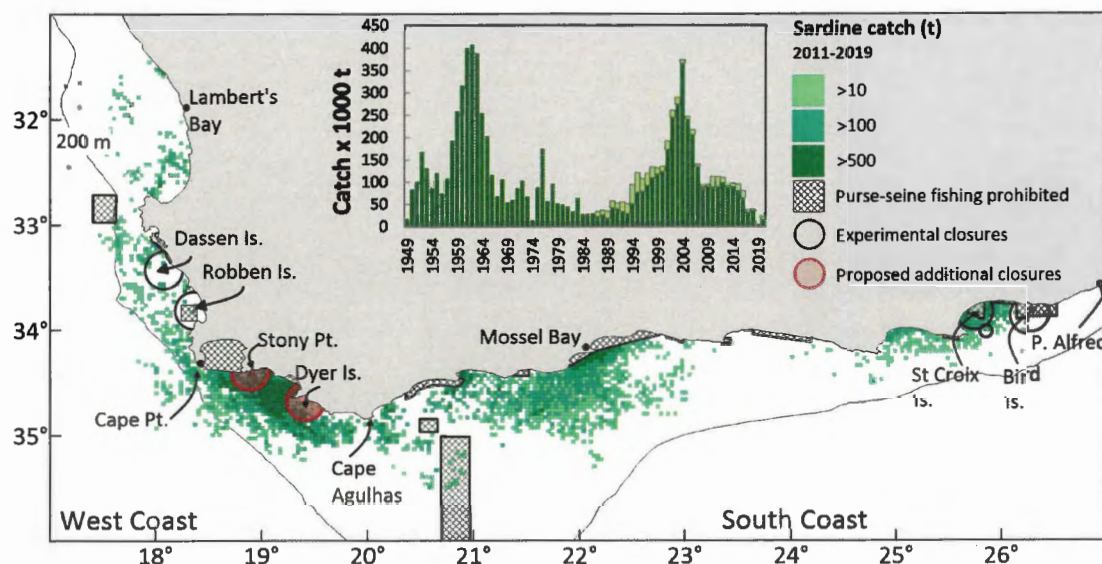 Sardine catch (t)
2011-2019
>10
>100
>500
Purse-seine fishing prohibited
Experimental closures
Proposed additional closures
Catch x 1000 t
450
400
350
300
250
200
150
100
50
0
1949
1954
1959
1964
1969
1974
1979
1984
1989
1994
1999
2004
2009
2014
2019
32°
33°
34°
35°
200 m
Lambert's
Bay
Dassen Is.
Robben Is.
Stony Pt.
Dyer Is.
Cape Pt.
Cape
Agulhas
Mossel Bay
St Croix
Is.
Bird
Is.
P. Alfred
West Coast
South Coast
18°
19°
20°
21°
22°
23°
24°
25°
26°